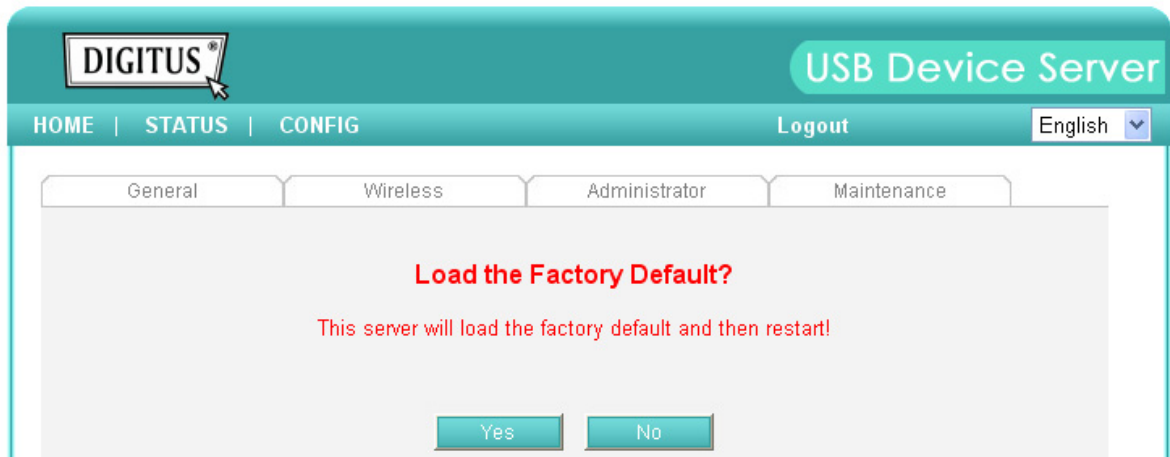 DIGITUS®
USB Device Server
HOME | STATUS | CONFIG Logout English
General Wireless Administrator Maintenance
Load the Factory Default?
This server will load the factory default and then restart!
Yes No